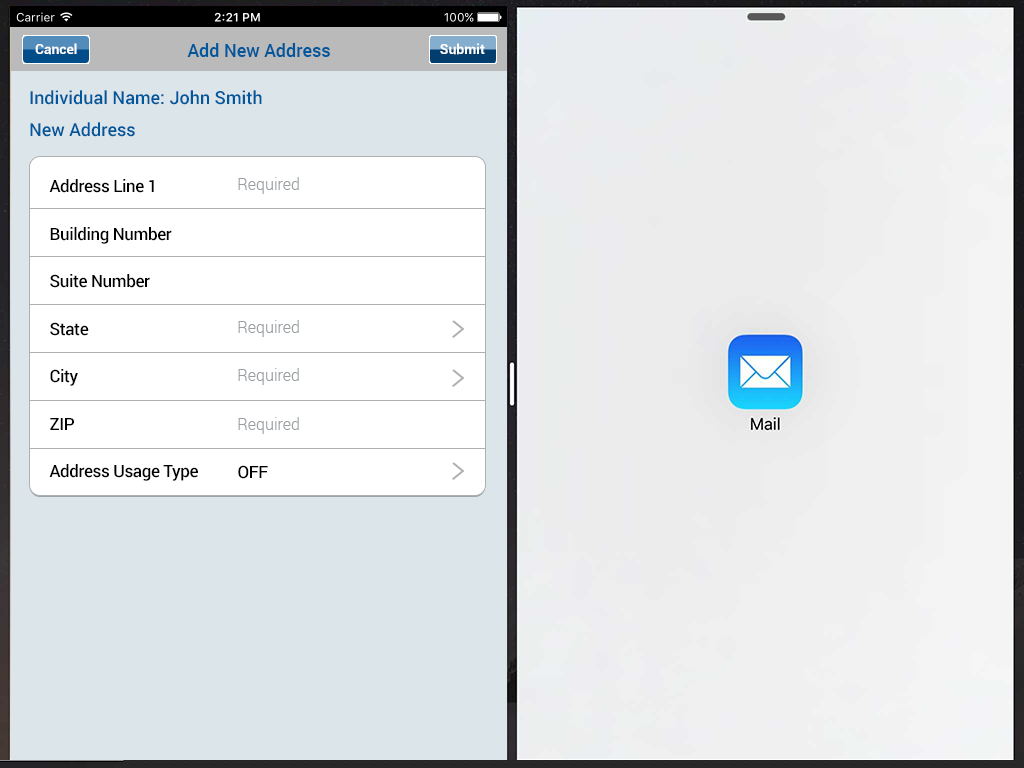 Carrier 2:21 PM 100%
Cancel Add New Address Submit
Individual Name: John Smith
New Address
Address Line 1 Required
Building Number
Suite Number
State Required
City Required
ZIP Required
Address Usage Type OFF
Mail